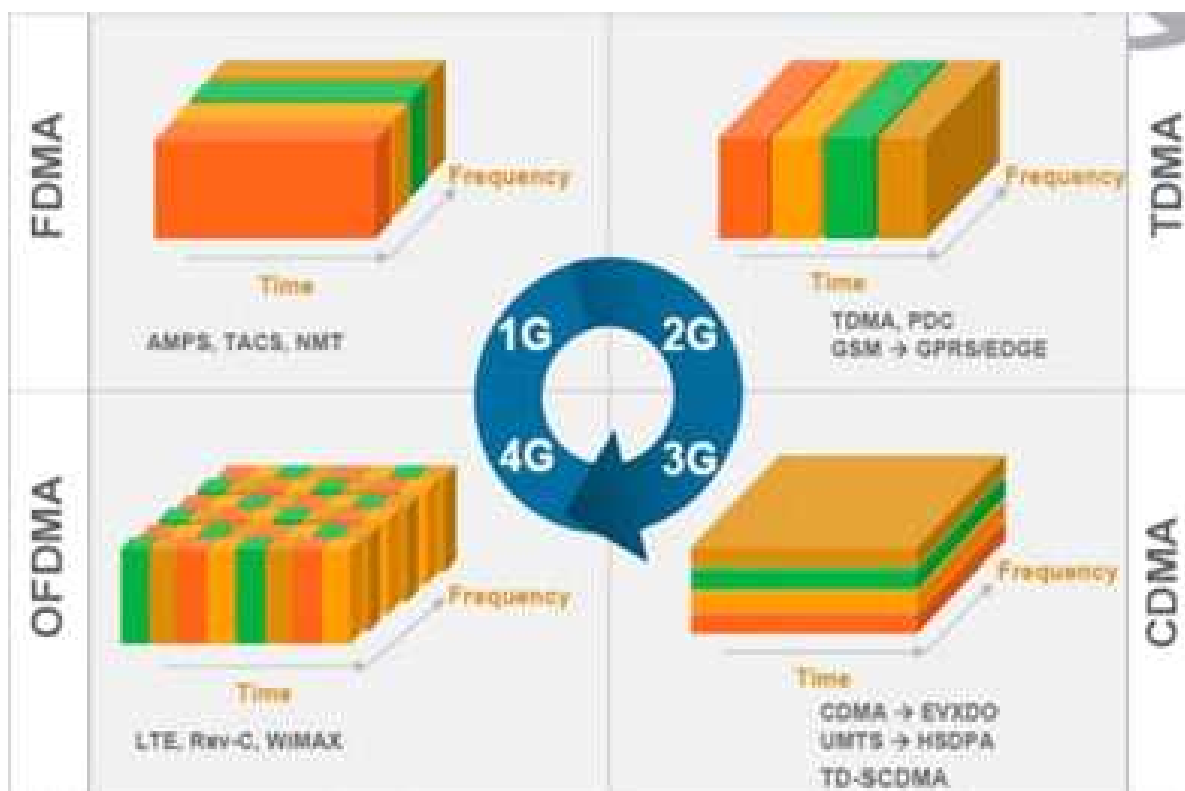 FDMA
Frequency
Time
AMPS, TACS, NMT
TDMA
Frequency
Time
TDMA, PDC
GSM → GPRS/EDGE
1G
2G
4G
3G
OFDMA
Frequency
Time
LTE, Rev-C, WiMAX
CDMA
Frequency
Time
CDMA → EVXDO
UMTS → HSDPA
TD-SCDMA